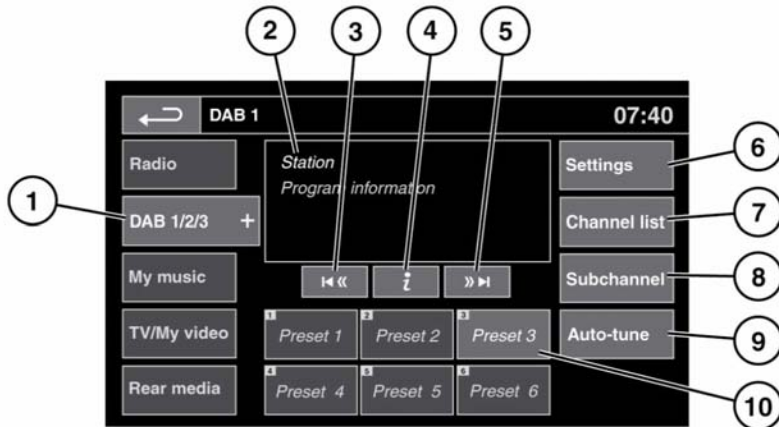 2
3
4
5
DAB 1
07:40
Radio
Station
Program information
Settings
6
1
DAB 1/2/3 +
Channel list
7
My music
i
Subchannel
8
TV/My video
1 Preset 1
2 Preset 2
3 Preset 3
Auto-tune
9
Rear media
4 Preset 4
5 Preset 5
6 Preset 6
10